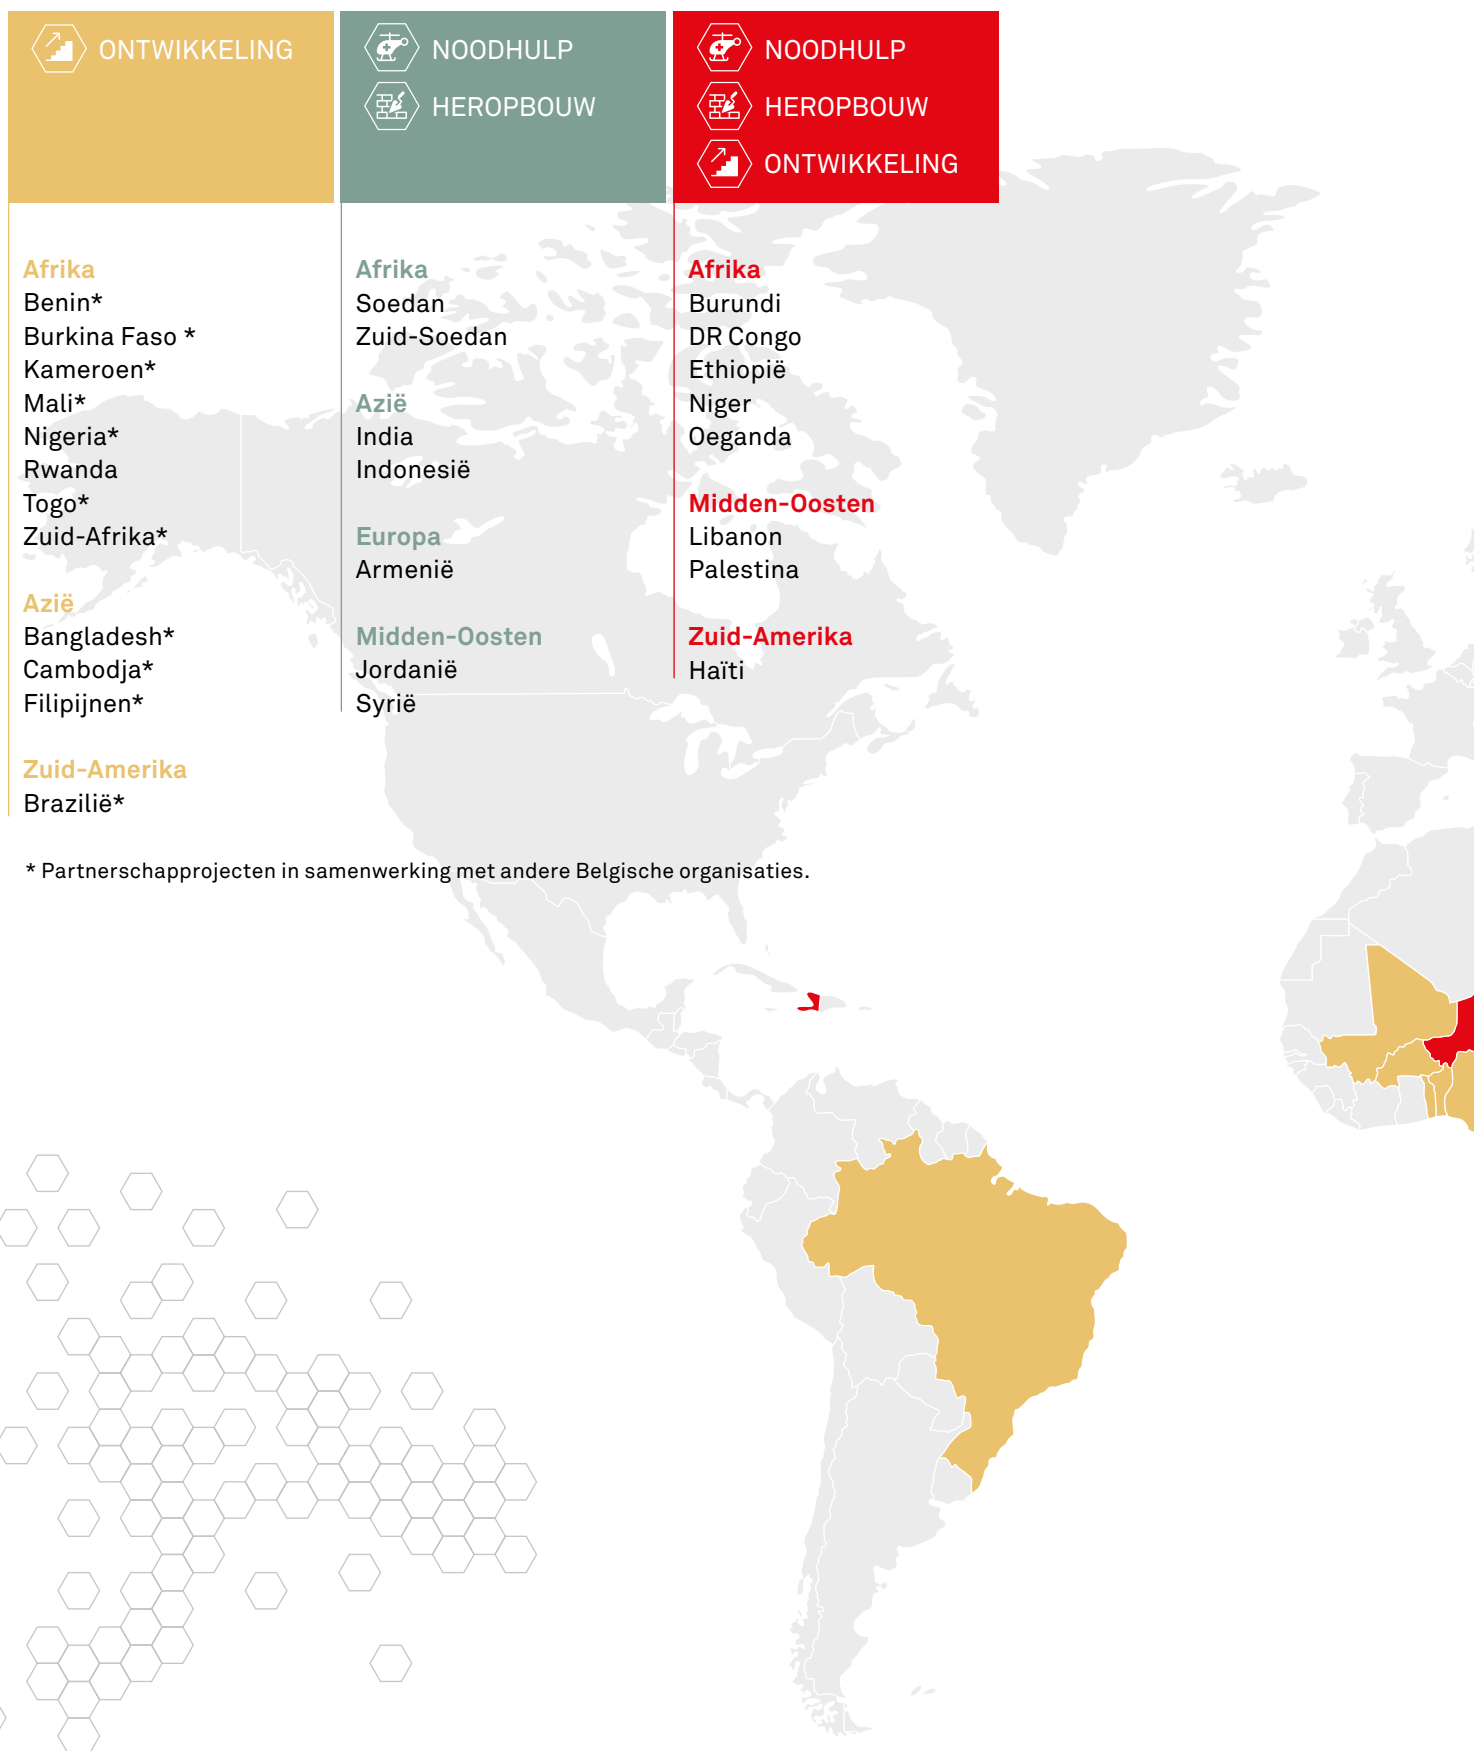 ONTWIKKELING
Afrika
Benin*
Burkina Faso *
Kameroen*
Mali*
Nigeria*
Rwanda
Togo*
Zuid-Afrika*
Azië
Bangladesh*
Cambodja*
Filipijnen*
Zuid-Amerika
Brazilië*
NOODHULP
HEROPBOUW
Afrika
Soedan
Zuid-Soedan
Azië
India
Indonesië
Europa
Armenië
Midden-Oosten
Jordanië
Syrië
NOODHULP
HEROPBOUW
ONTWIKKELING
Afrika
Burundi
DR Congo
Ethiopië
Niger
Oeganda
Midden-Oosten
Libanon
Palestina
Zuid-Amerika
Haïti
* Partnerschapprojecten in samenwerking met andere Belgische organisaties.